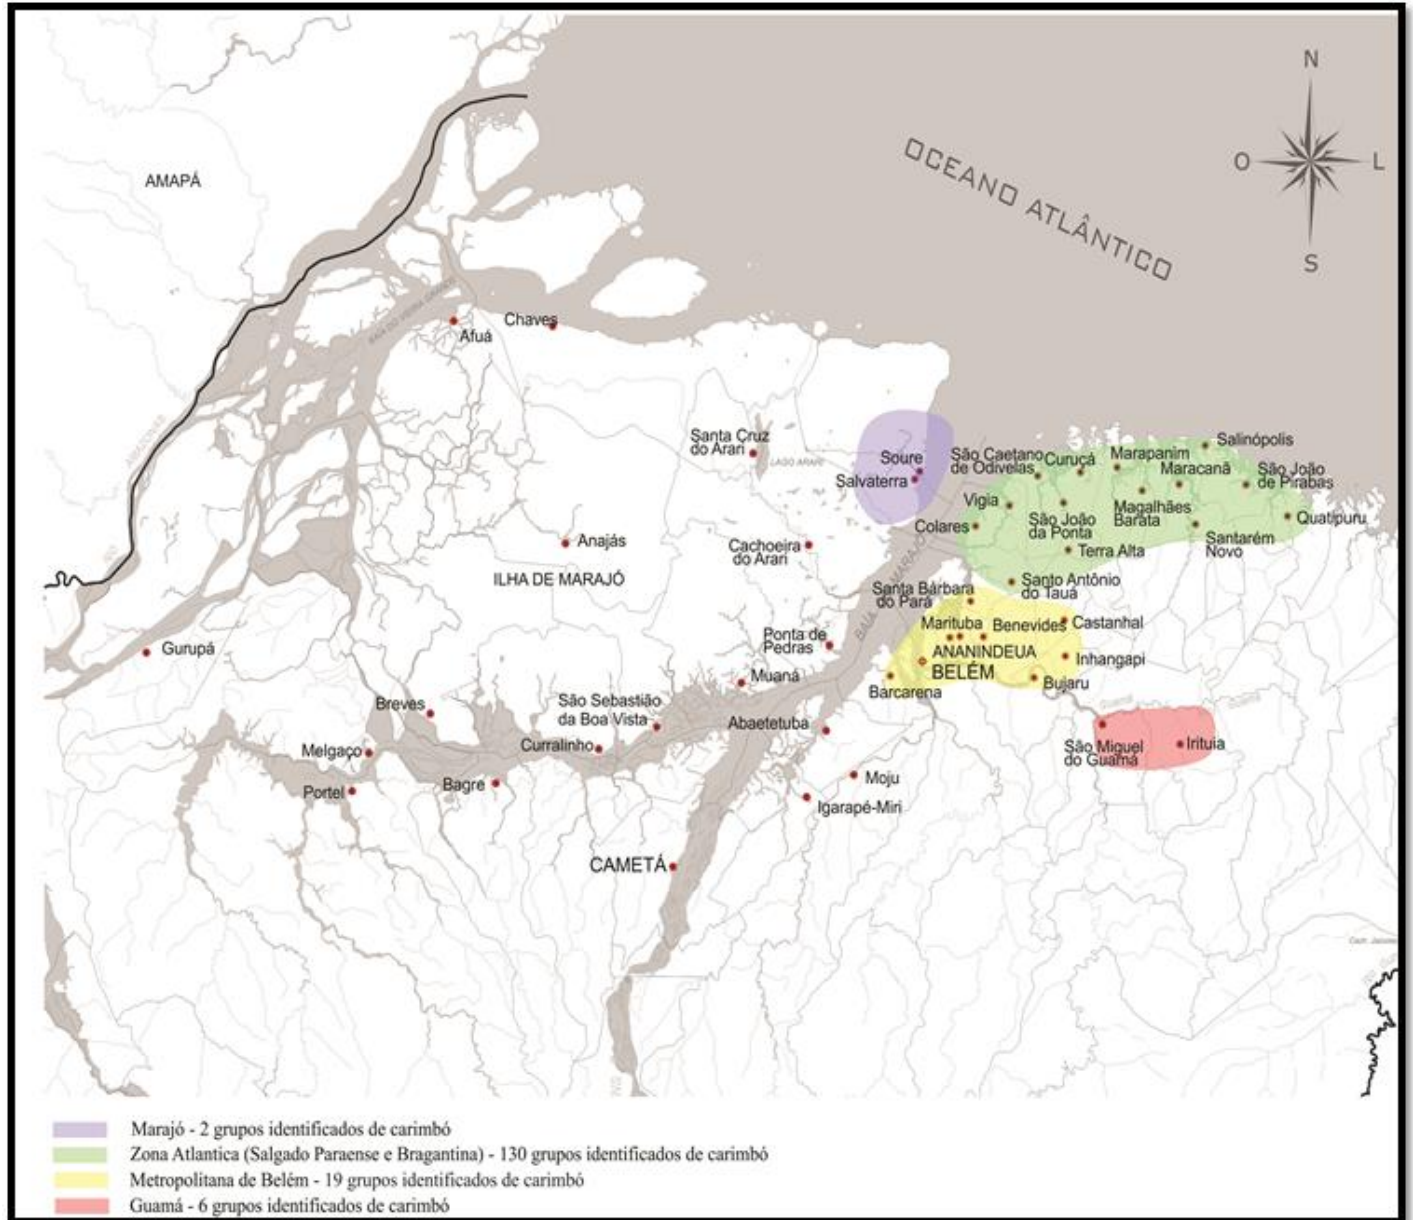 N
OCEANO ATLÂNTICO
O
L
S
AMAPÁ
Afuá
Chaves
Santa Cruz
do Arari
LAGO ARARI
Soure
Salvaterra
São Caetano
de Odivelas
Curuçá
Marapanim
Salinópolis
Maracanã
São João
de Pirabas
Vigia
Magalhães
Barata
Quatipuru
Colares
São João
da Ponta
Santarém
Novo
Terra Alta
Anajás
Cachoeira
do Arari
ILHA DE MARAJÓ
Santo Antônio
do Tauá
Santa Bárbara
do Pará
Marituba
Benevides
Castanhal
Ponta de
Pedras
ANANINDEUA
BELÉM
Inhangapi
Gurupá
Muaná
Barcarena
Bujaru
Breves
São Sebastião
da Boa Vista
Abaetetuba
São Miguel
do Guamá
Irituia
Melgaço
Curralinho
Portel
Bagre
Moju
Igarapé-Miri
CAMETÁ
Marajó - 2 grupos identificados de carimbó
Zona Atlantica (Salgado Paraense e Bragantina) - 130 grupos identificados de carimbó
Metropolitana de Belém - 19 grupos identificados de carimbó
Guamá - 6 grupos identificados de carimbó